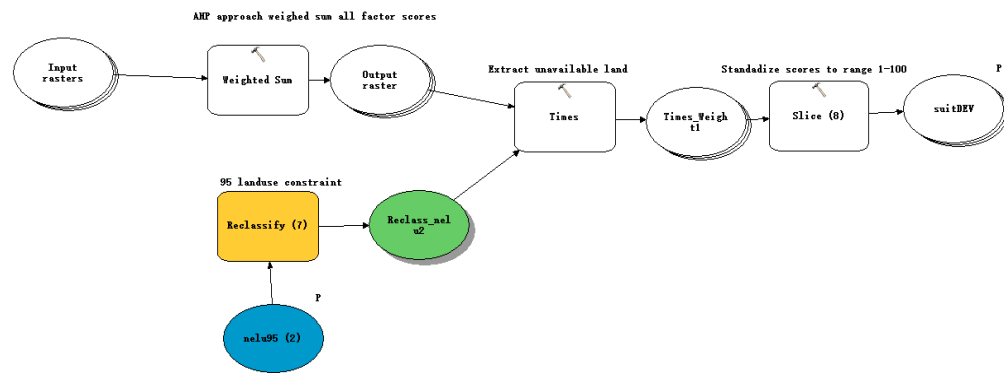 AHP approach weighed sum all factor scores
Input
rasters
Weighted Sum
Output
raster
Extract unavailable land
Times
Times_Weigh
t1
Standadize scores to range 1-100
Slice (8)
P
suitDEV
95 landuse constraint
Reclassify (7)
Reclass_nel
u2
P
nelu95 (2)